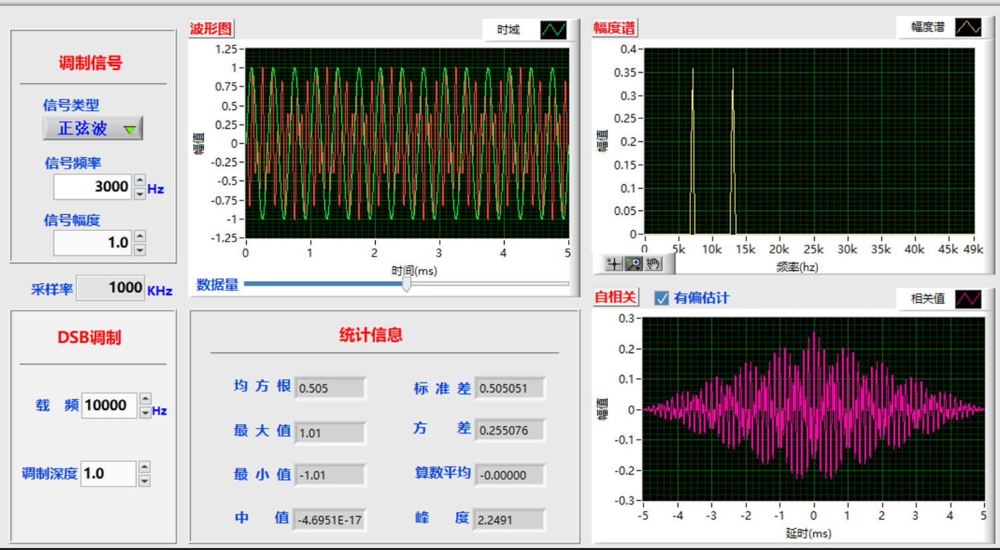 调制信号
信号类型
正弦波
信号频率
3000 Hz
信号幅度
1.0
采样率 1000 KHz
DSB调制
载 频 10000 Hz
调制深度 1.0
波形图
时域
幅值
1.25
1
0.75
0.5
0.25
0
-0.25
-0.5
-0.75
-1
-1.25
0 1 2 3 4 5
时间(ms)
数据量
统计信息
均方根 0.505
标准差 0.505051
最大值 1.01
方 差 0.255076
最小值 -1.01
算数平均 -0.00000
中 值 -4.6951E-17
峰 度 2.2491
幅度谱
幅度谱
幅值
0.4
0.35
0.3
0.25
0.2
0.15
0.1
0.05
0
0 5k 10k 15k 20k 25k 30k 35k 40k 45k 49k
频率(hz)
自相关
有偏估计
相关值
幅值
0.3
0.2
0.1
0
-0.1
-0.2
-0.3
-5 -4 -3 -2 -1 0 1 2 3 4 5
延时(ms)